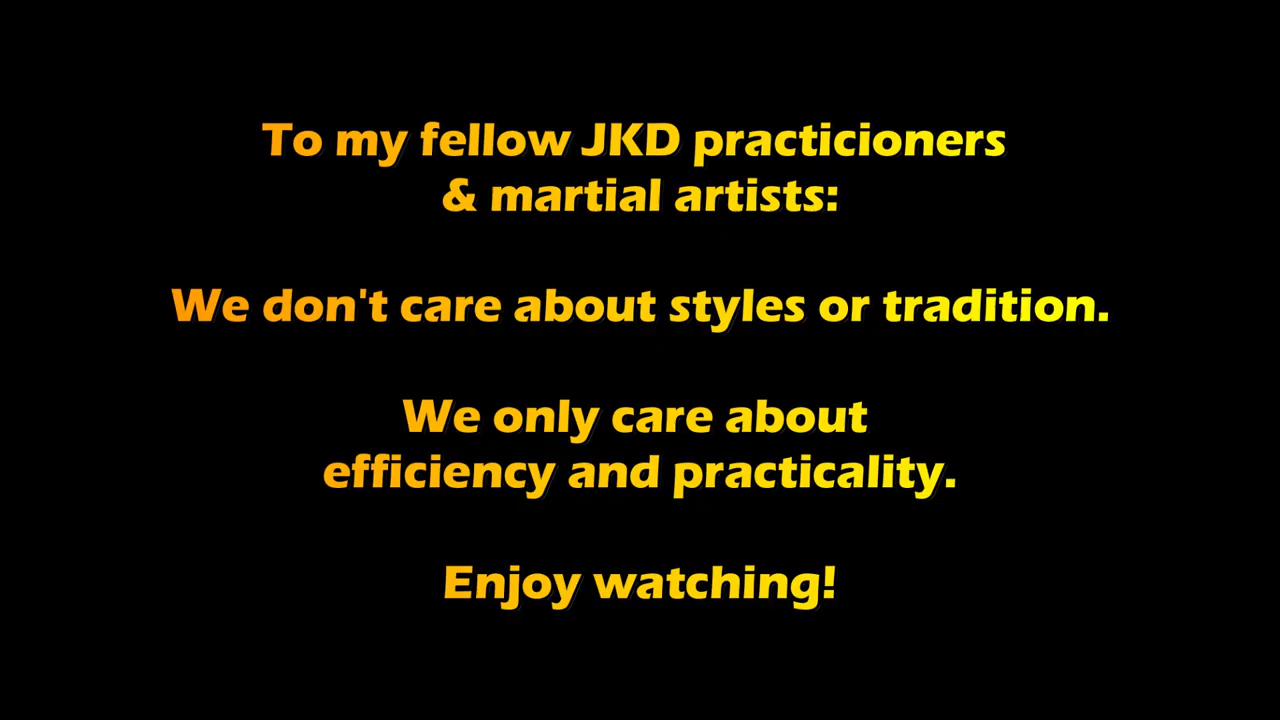 To my fellow JKD practicioners
& martial artists:
We don't care about styles or tradition.
We only care about
efficiency and practicality.
Enjoy watching!